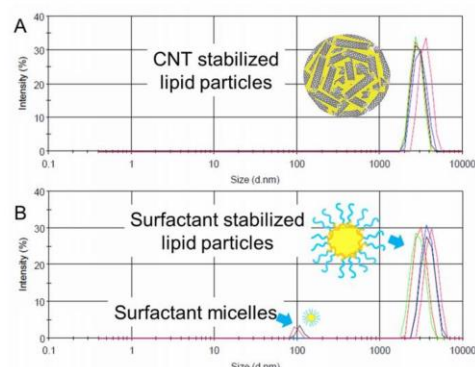 A
40
30
20
10
0
Intensity (%)
CNT stabilized
lipid particles
0.1
1
10
100
1000
10000
Size (d.nm)
B
40
30
20
10
0
Intensity (%)
Surfactant stabilized
lipid particles
Surfactant micelles
0.1
1
10
100
1000
10000
Size (d.nm)